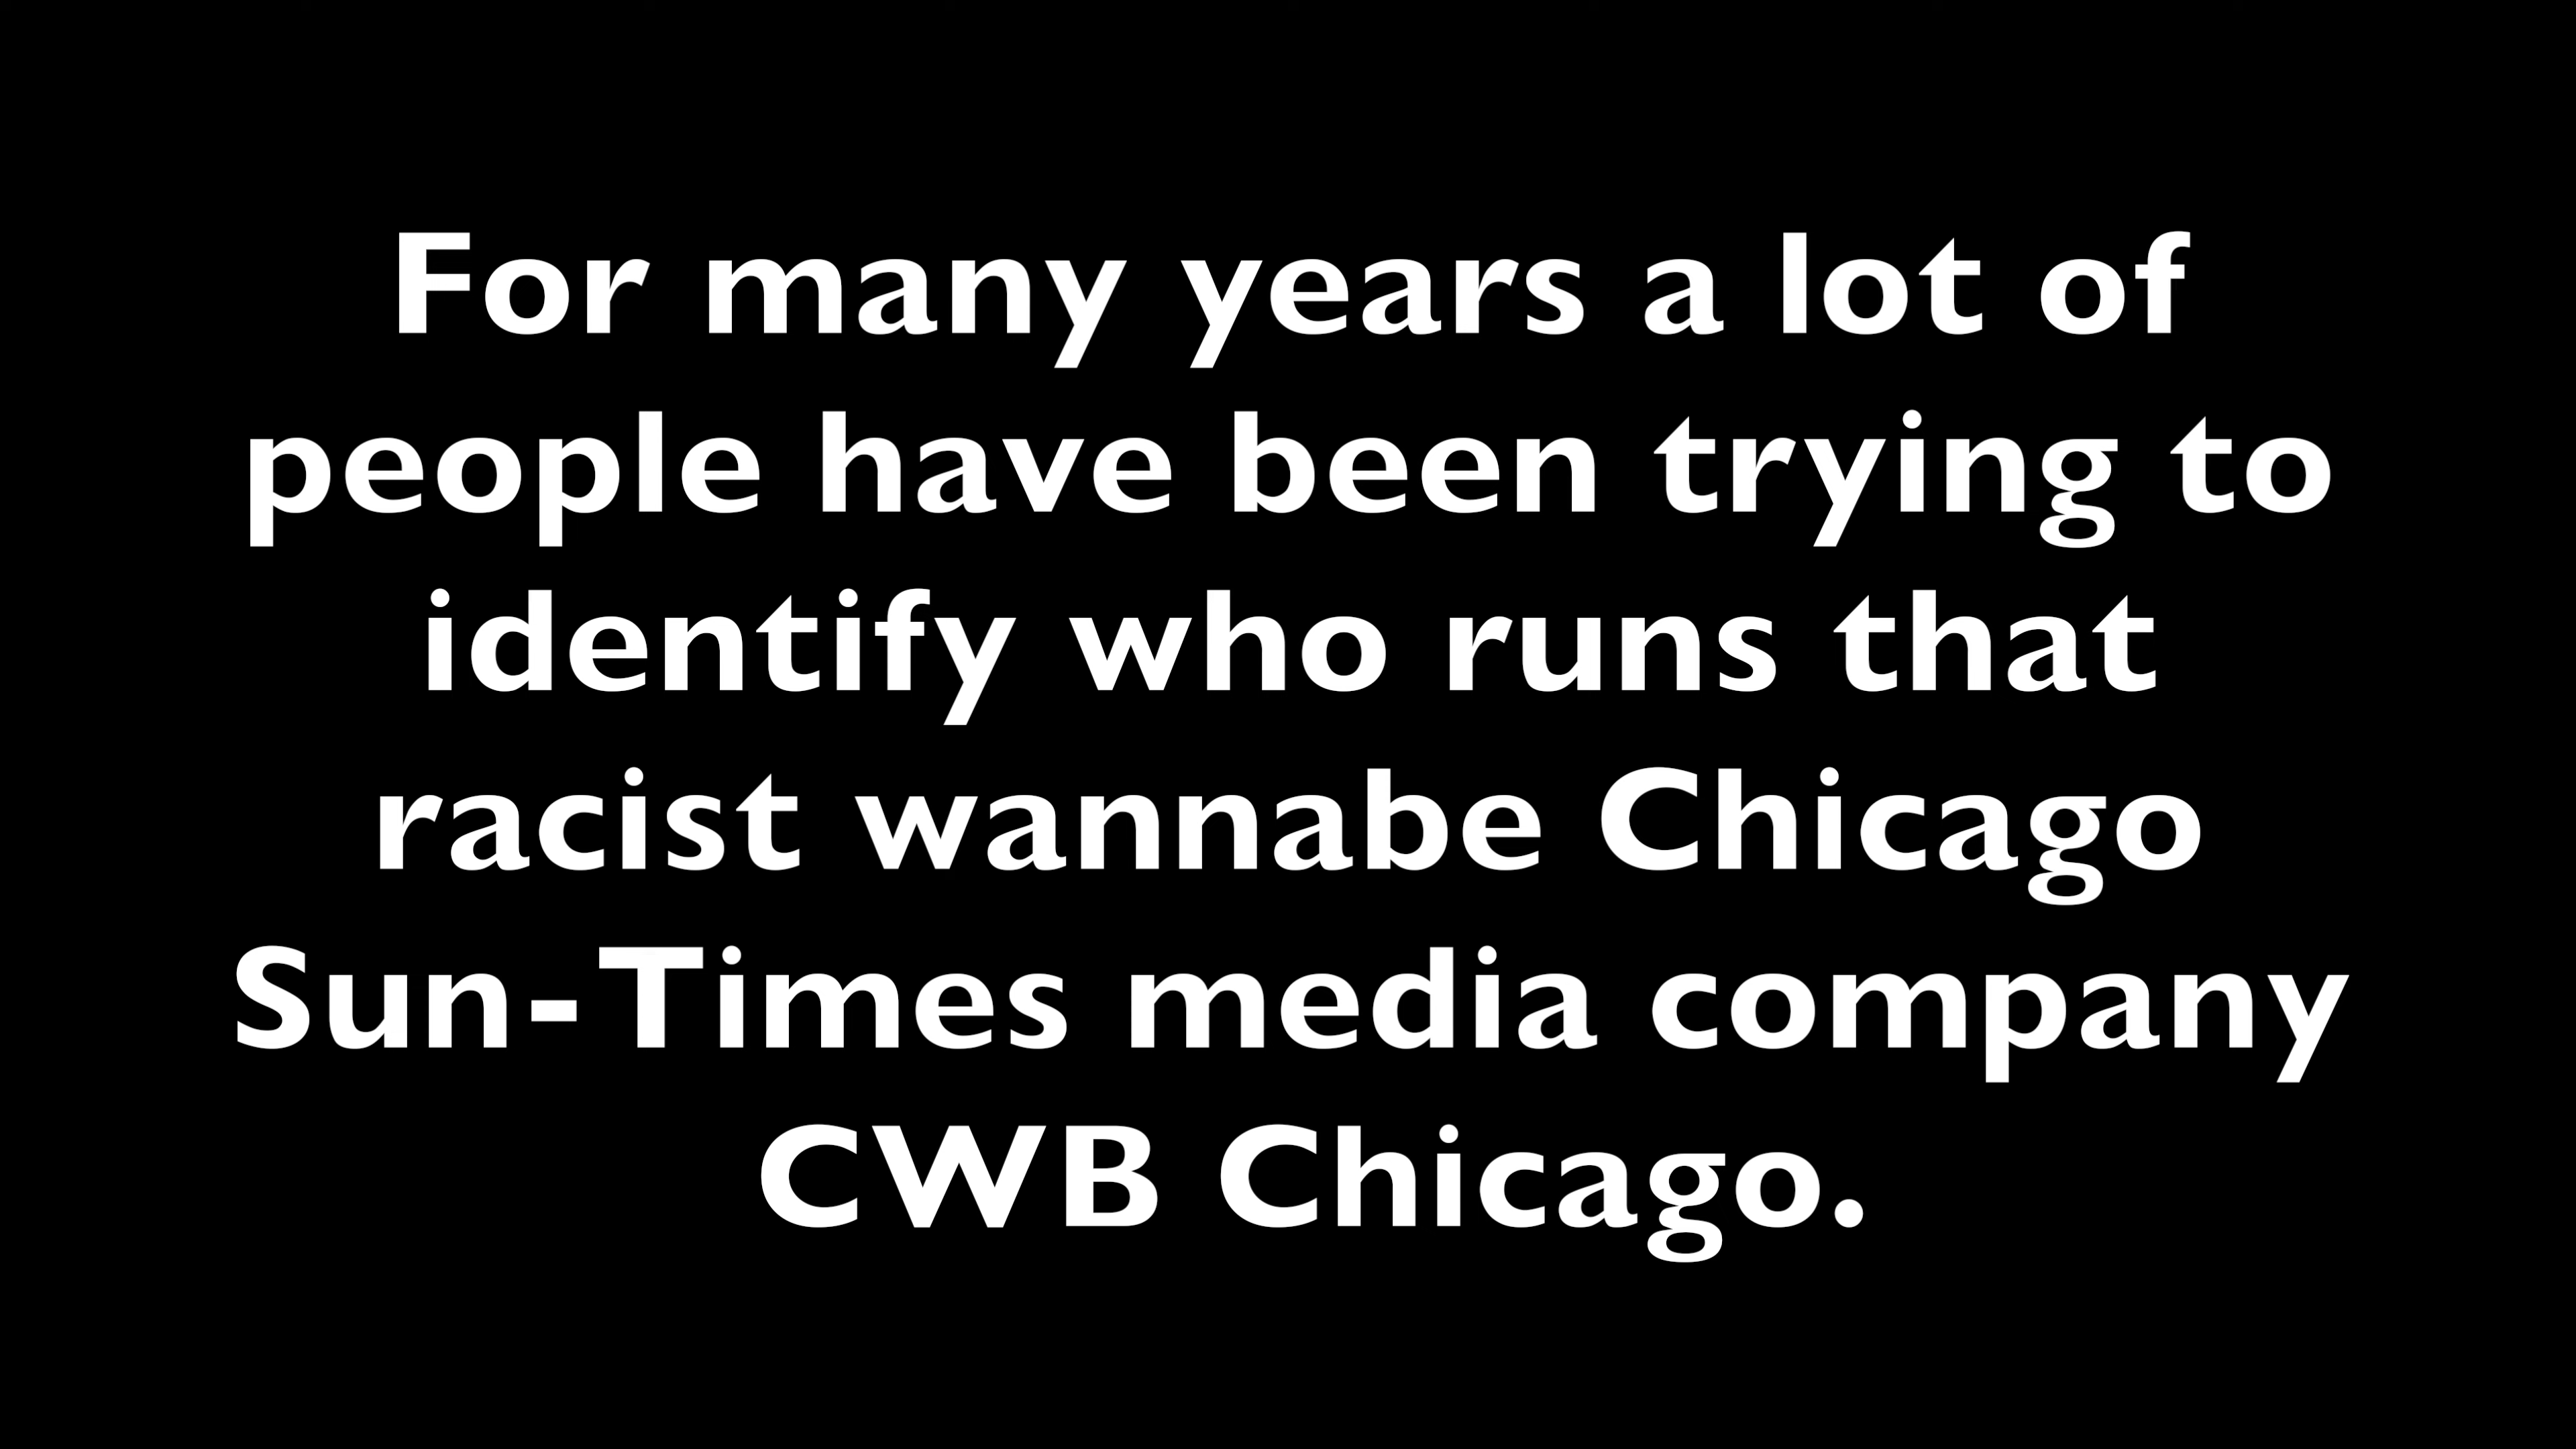 For many years a lot of
people have been trying to
identify who runs that
racist wannabe Chicago
Sun-Times media company
CWB Chicago.